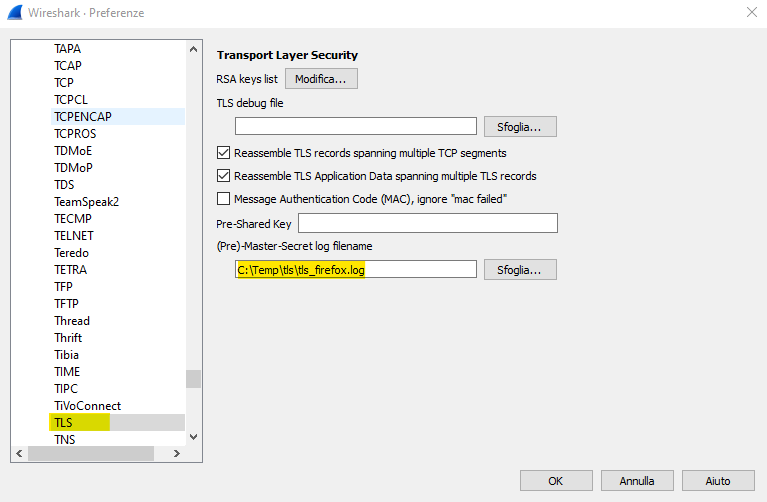 Wireshark · Preferenze
TAPA
TCAP
TCP
TCPCL
TCPENCAP
TCPROS
TDMoE
TDMoP
TDS
TeamSpeak2
TECMP
TELNET
Teredo
TETRA
TFP
TFTP
Thread
Thrift
Tibia
TIME
TIPC
TiVoConnect
TLS
TNS
Transport Layer Security
RSA keys list Modifica...
TLS debug file
Sfoglia...
Reassemble TLS records spanning multiple TCP segments
Reassemble TLS Application Data spanning multiple TLS records
Message Authentication Code (MAC), ignore "mac failed"
Pre-Shared Key
(Pre)-Master-Secret log filename
C:\Temp\tls\tls_firefox.log Sfoglia...
OK Annulla Aiuto